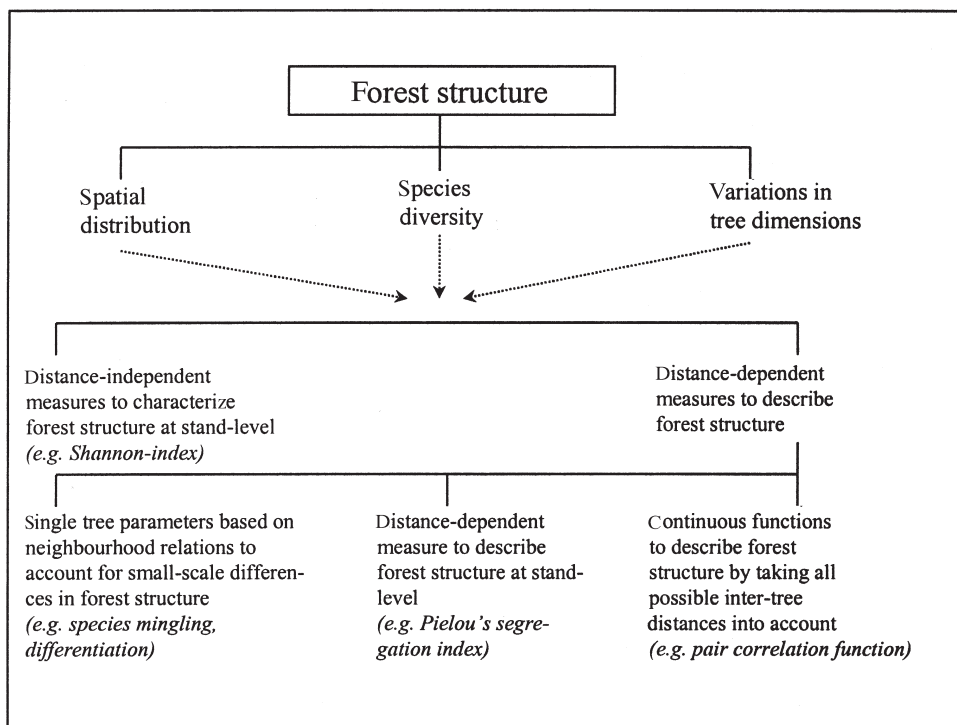 Forest structure
Spatial
distribution
Species
diversity
Variations in
tree dimensions
Distance-independent
measures to characterize
forest structure at stand-level
(e.g. Shannon-index)
Distance-dependent
measures to describe
forest structure
Single tree parameters based on
neighbourhood relations to
account for small-scale differen-
ces in forest structure
(e.g. species mingling,
differentiation)
Distance-dependent
measure to describe
forest structure at stand-
level
(e.g. Pielou's segre-
gation index)
Continuous functions
to describe forest
structure by taking all
possible inter-tree
distances into account
(e.g. pair correlation function)